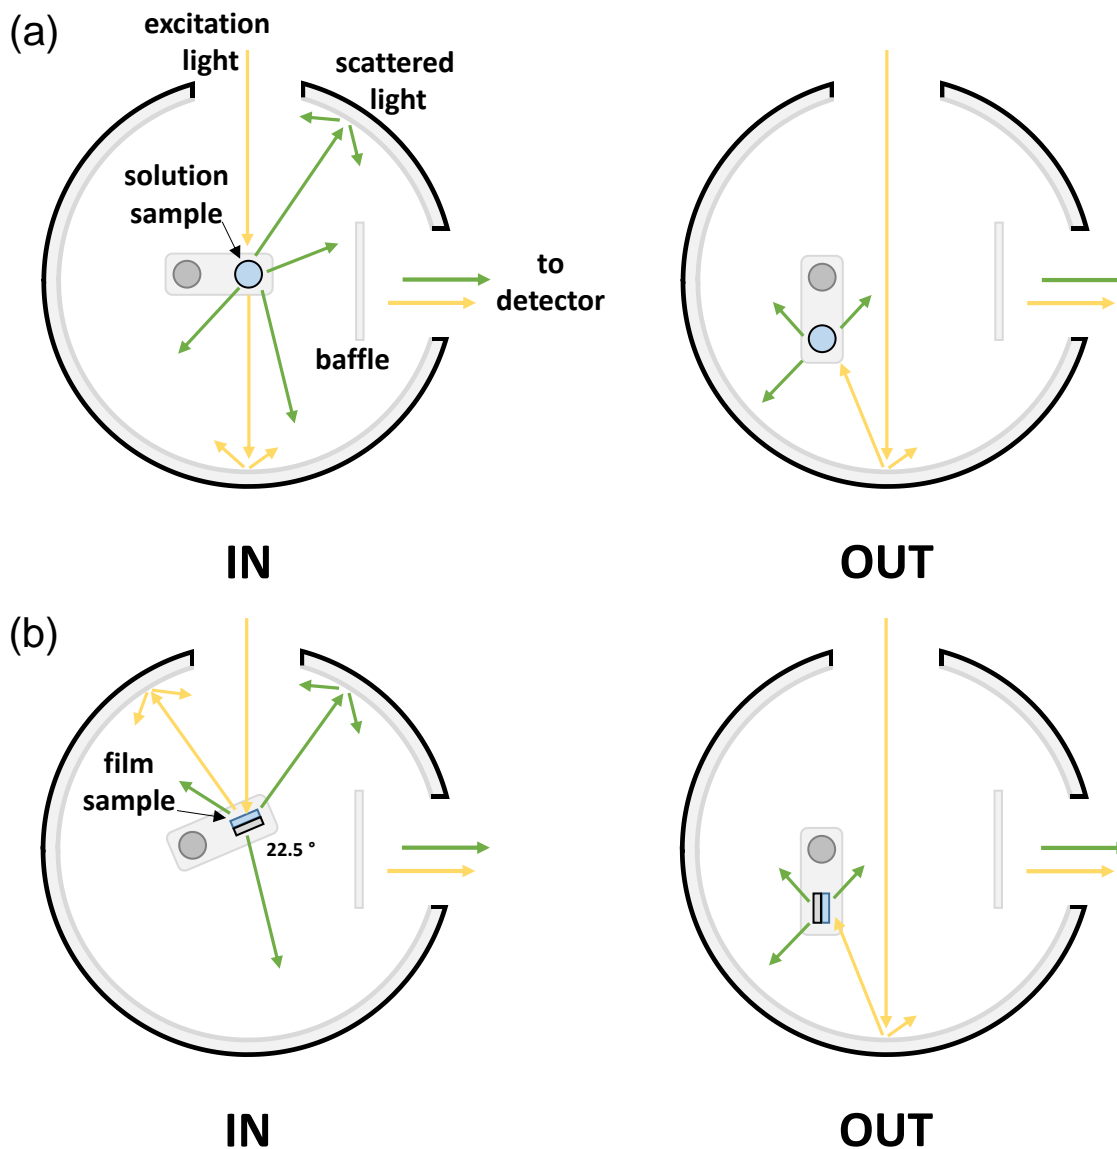 (a)
excitation
light
scattered
light
solution
sample
to
detector
baffle
IN
OUT
(b)
film
sample
22.5 °
IN
OUT